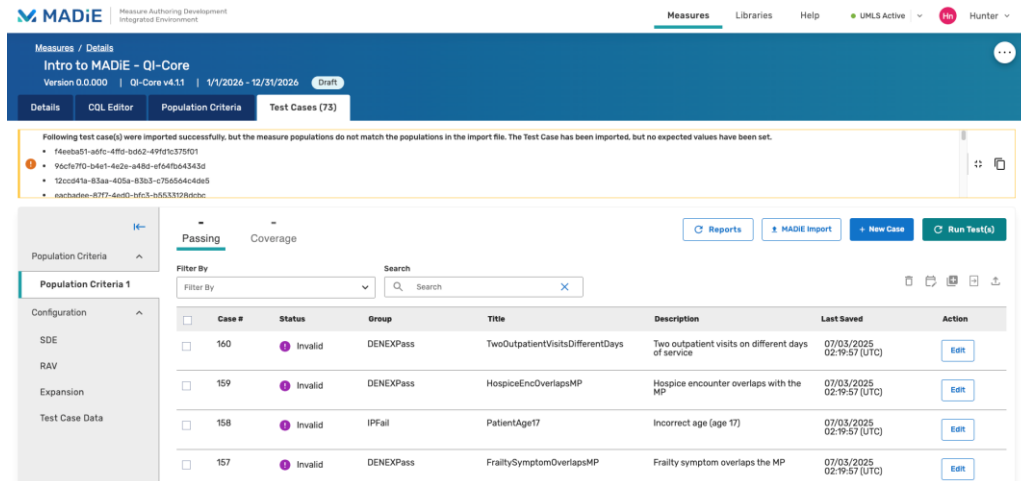 MADiE
Measure Authoring Development
Integrated Environment
Measures
Libraries
Help
UMLS Active
Hn
Hunter
Measures / Details
Intro to MADiE - QI-Core
Version 0.0.000 | QI-Core v4.1.1 | 1/1/2026 - 12/31/2026 Draft
Details
CQL Editor
Population Criteria
Test Cases (73)
Following test case(s) were imported successfully, but the measure populations do not match the populations in the import file. The Test Case has been imported, but no expected values have been set.
• f4eeba51-a6fc-4ffd-bd62-49fd1c375f01
• 96cfe7f0-b4e1-4e2e-a48d-ef64fb64343d
• 12ccd41a-83aa-405a-83b3-c756564c4de5
• eacbadee-87f7-4ed0-bfc3-b5533128dcbc
Population Criteria
Population Criteria 1
Configuration
SDE
RAV
Expansion
Test Case Data
- -
Passing Coverage
Reports
MADiE Import
+ New Case
Run Test(s)
Filter By Search
Filter By Search
Case # Status Group Title Description Last Saved Action
160 Invalid DENEXPass TwoOutpatientVisitsDifferentDays Two outpatient visits on different days 07/03/2025 Edit
of service 02:19:57 (UTC)
159 Invalid DENEXPass HospiceEncOverlapsMP Hospice encounter overlaps with the 07/03/2025 Edit
MP 02:19:57 (UTC)
158 Invalid IPFail PatientAge17 Incorrect age (age 17) 07/03/2025 Edit
02:19:57 (UTC)
157 Invalid DENEXPass FrailtySymptomOverlapsMP Frailty symptom overlaps the MP 07/03/2025 Edit
02:19:57 (UTC)